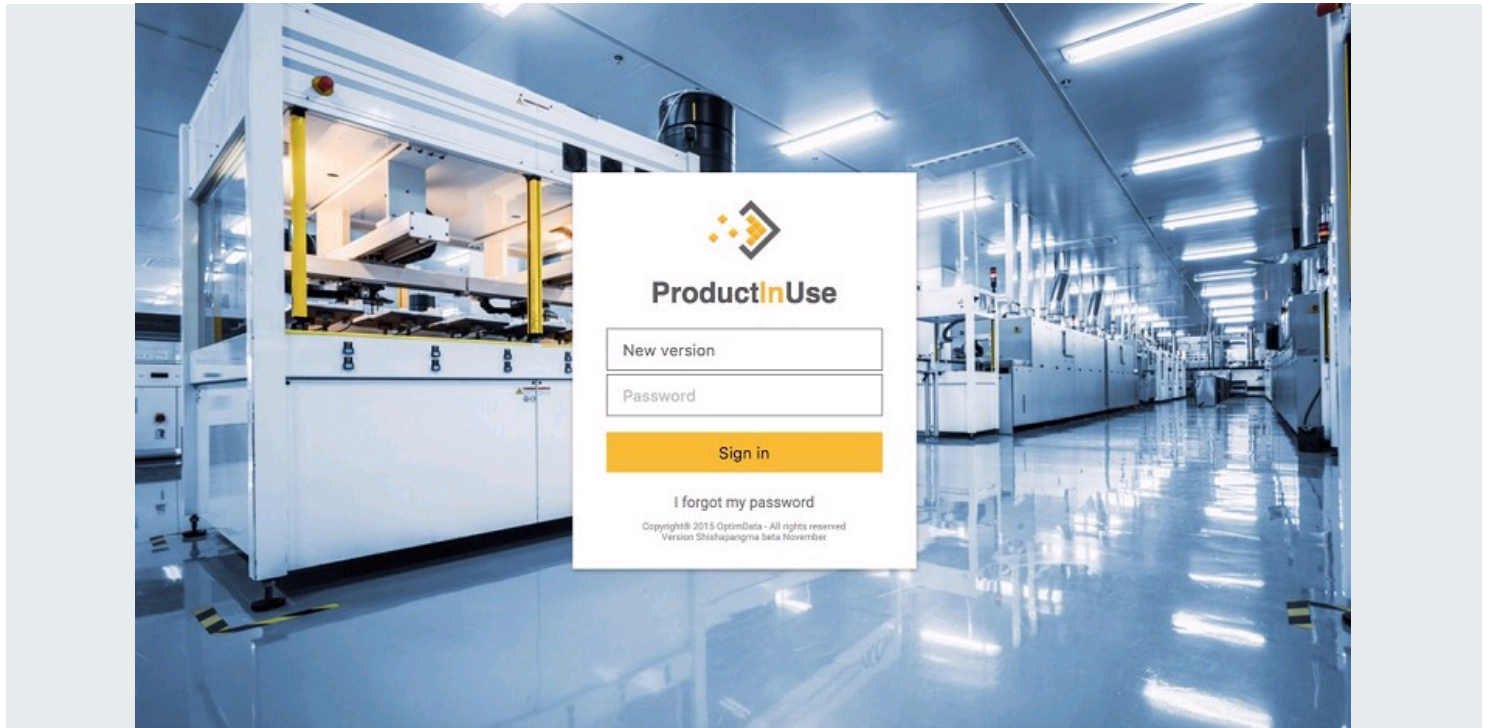 ProductInUse
New version
Password
Sign in
I forgot my password
Copyright® 2015 OptimData - All rights reserved
Version Shishapangma beta November